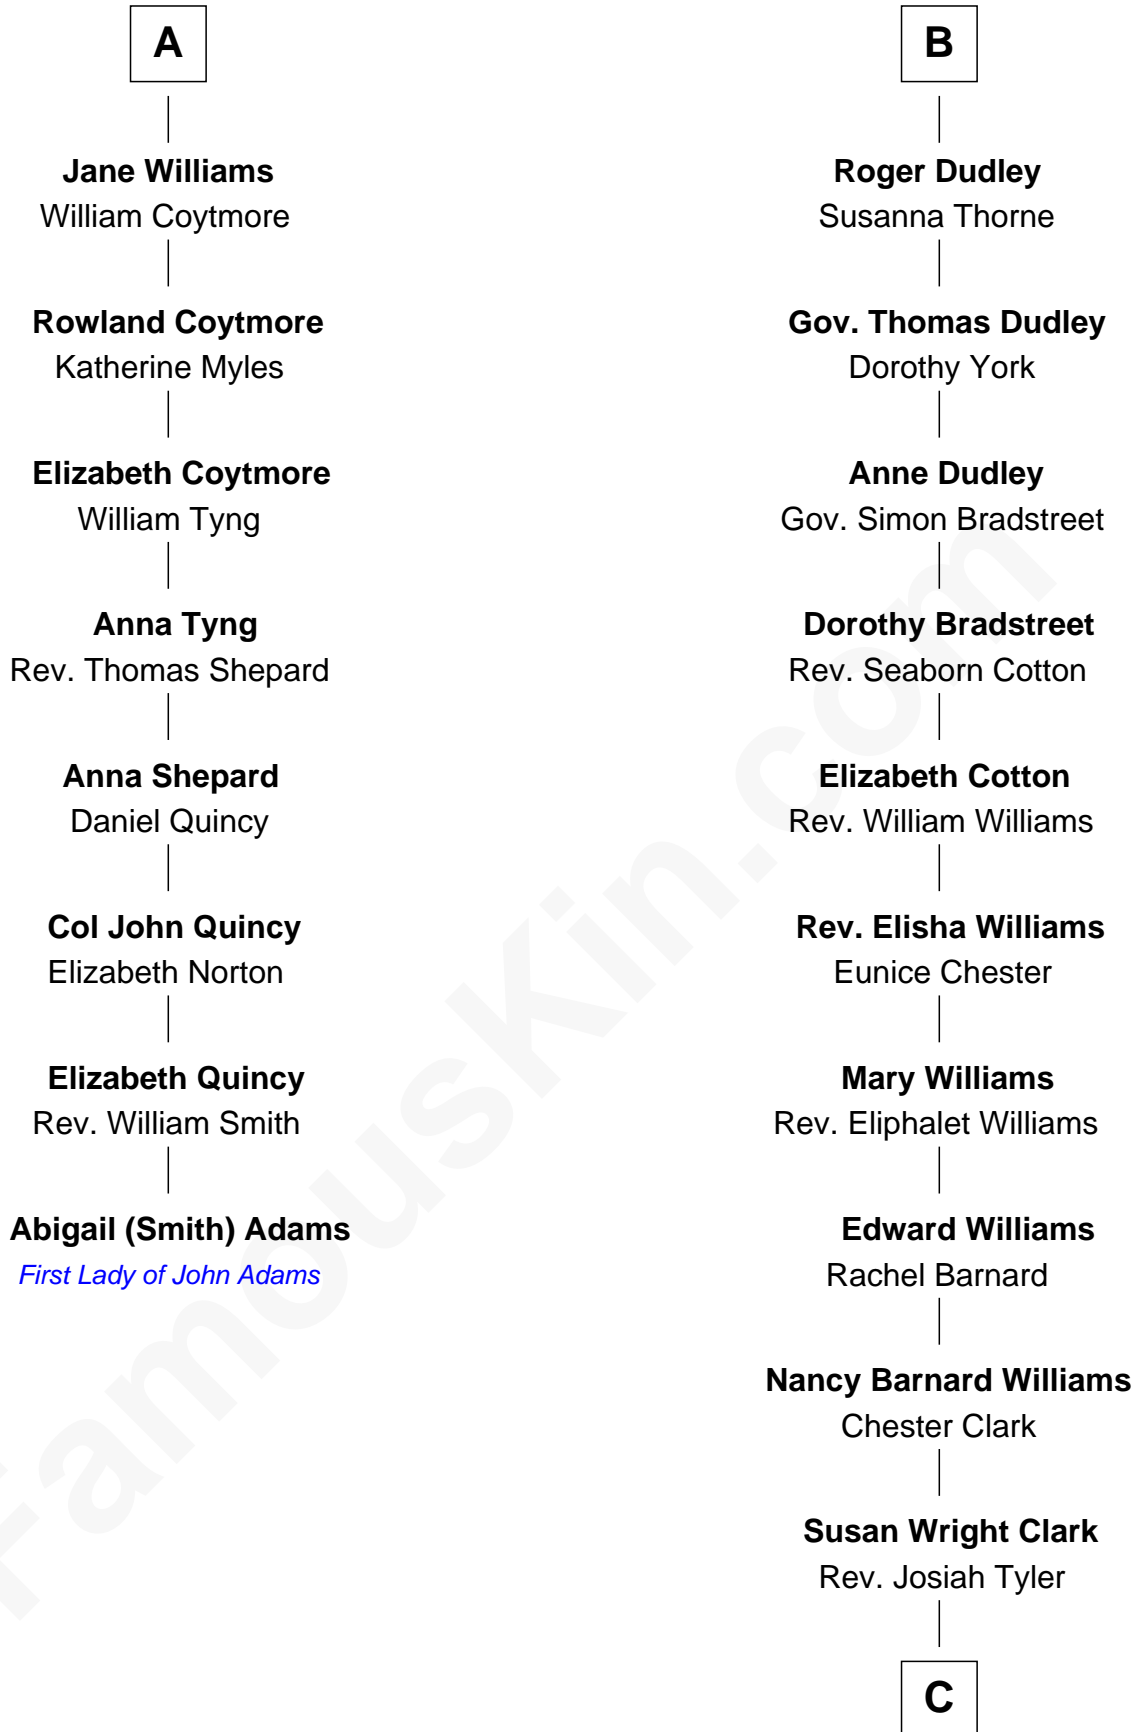 A
Jane Williams
William Coytmore
Rowland Coytmore
Katherine Myles
Elizabeth Coytmore
William Tyng
Anna Tyng
Rev. Thomas Shepard
Anna Shepard
Daniel Quincy
Col John Quincy
Elizabeth Norton
Elizabeth Quincy
Rev. William Smith
Abigail (Smith) Adams
First Lady of John Adams
B
Roger Dudley
Susanna Thorne
Gov. Thomas Dudley
Dorothy York
Anne Dudley
Gov. Simon Bradstreet
Dorothy Bradstreet
Rev. Seaborn Cotton
Elizabeth Cotton
Rev. William Williams
Rev. Elisha Williams
Eunice Chester
Mary Williams
Rev. Eliphalet Williams
Edward Williams
Rachel Barnard
Nancy Barnard Williams
Chester Clark
Susan Wright Clark
Rev. Josiah Tyler
C
FamousKin.com